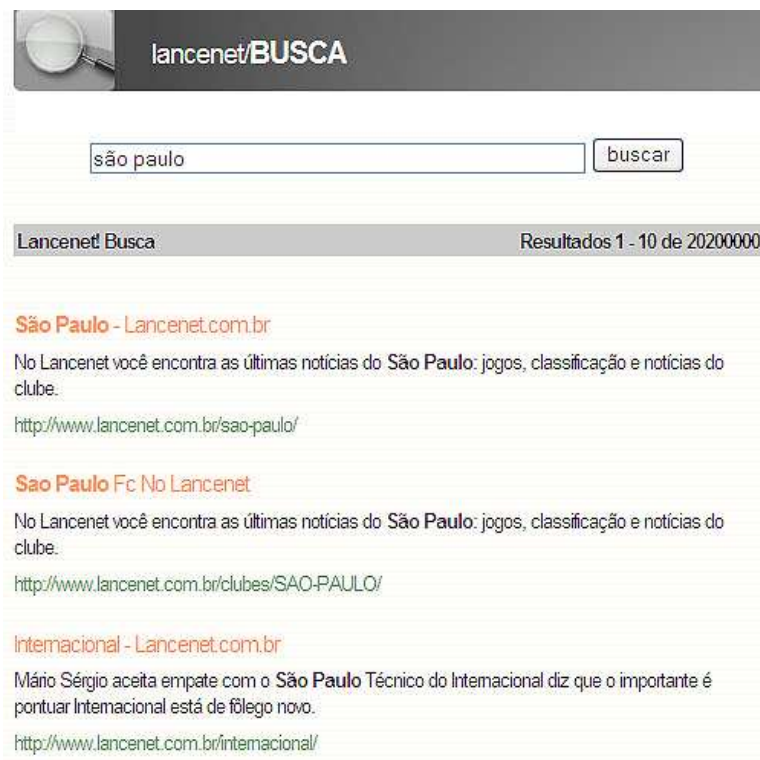 lancenet/BUSCA
são paulo
buscar
Lancenet! Busca Resultados 1 - 10 de 20200000
São Paulo - Lancenet.com.br
No Lancenet você encontra as últimas notícias do São Paulo: jogos, classificação e notícias do
clube.
http://www.lancenet.com.br/sao-paulo/
Sao Paulo Fc No Lancenet
No Lancenet você encontra as últimas notícias do São Paulo: jogos, classificação e notícias do
clube.
http://www.lancenet.com.br/clubes/SAO-PAULO/
Internacional - Lancenet.com.br
Mário Sérgio aceita empate com o São Paulo Técnico do Internacional diz que o importante é
pontuar Internacional está de fôlego novo.
http://www.lancenet.com.br/internacional/